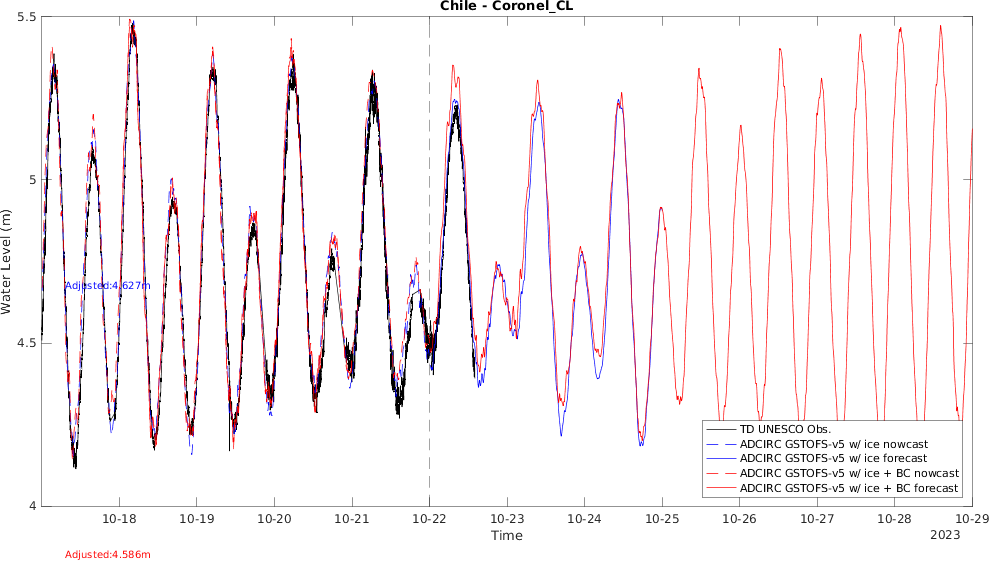 Chile - Coronel_CL
5.5
5
4.5
4
Water Level (m)
Adjusted:4.627m
TD UNESCO Obs.
ADCIRC GSTOFS-v5 w/ ice nowcast
ADCIRC GSTOFS-v5 w/ ice forecast
ADCIRC GSTOFS-v5 w/ ice + BC nowcast
ADCIRC GSTOFS-v5 w/ ice + BC forecast
10-18 10-19 10-20 10-21 10-22 10-23 10-24 10-25 10-26 10-27 10-28 10-29
Time
2023
Adjusted:4.586m